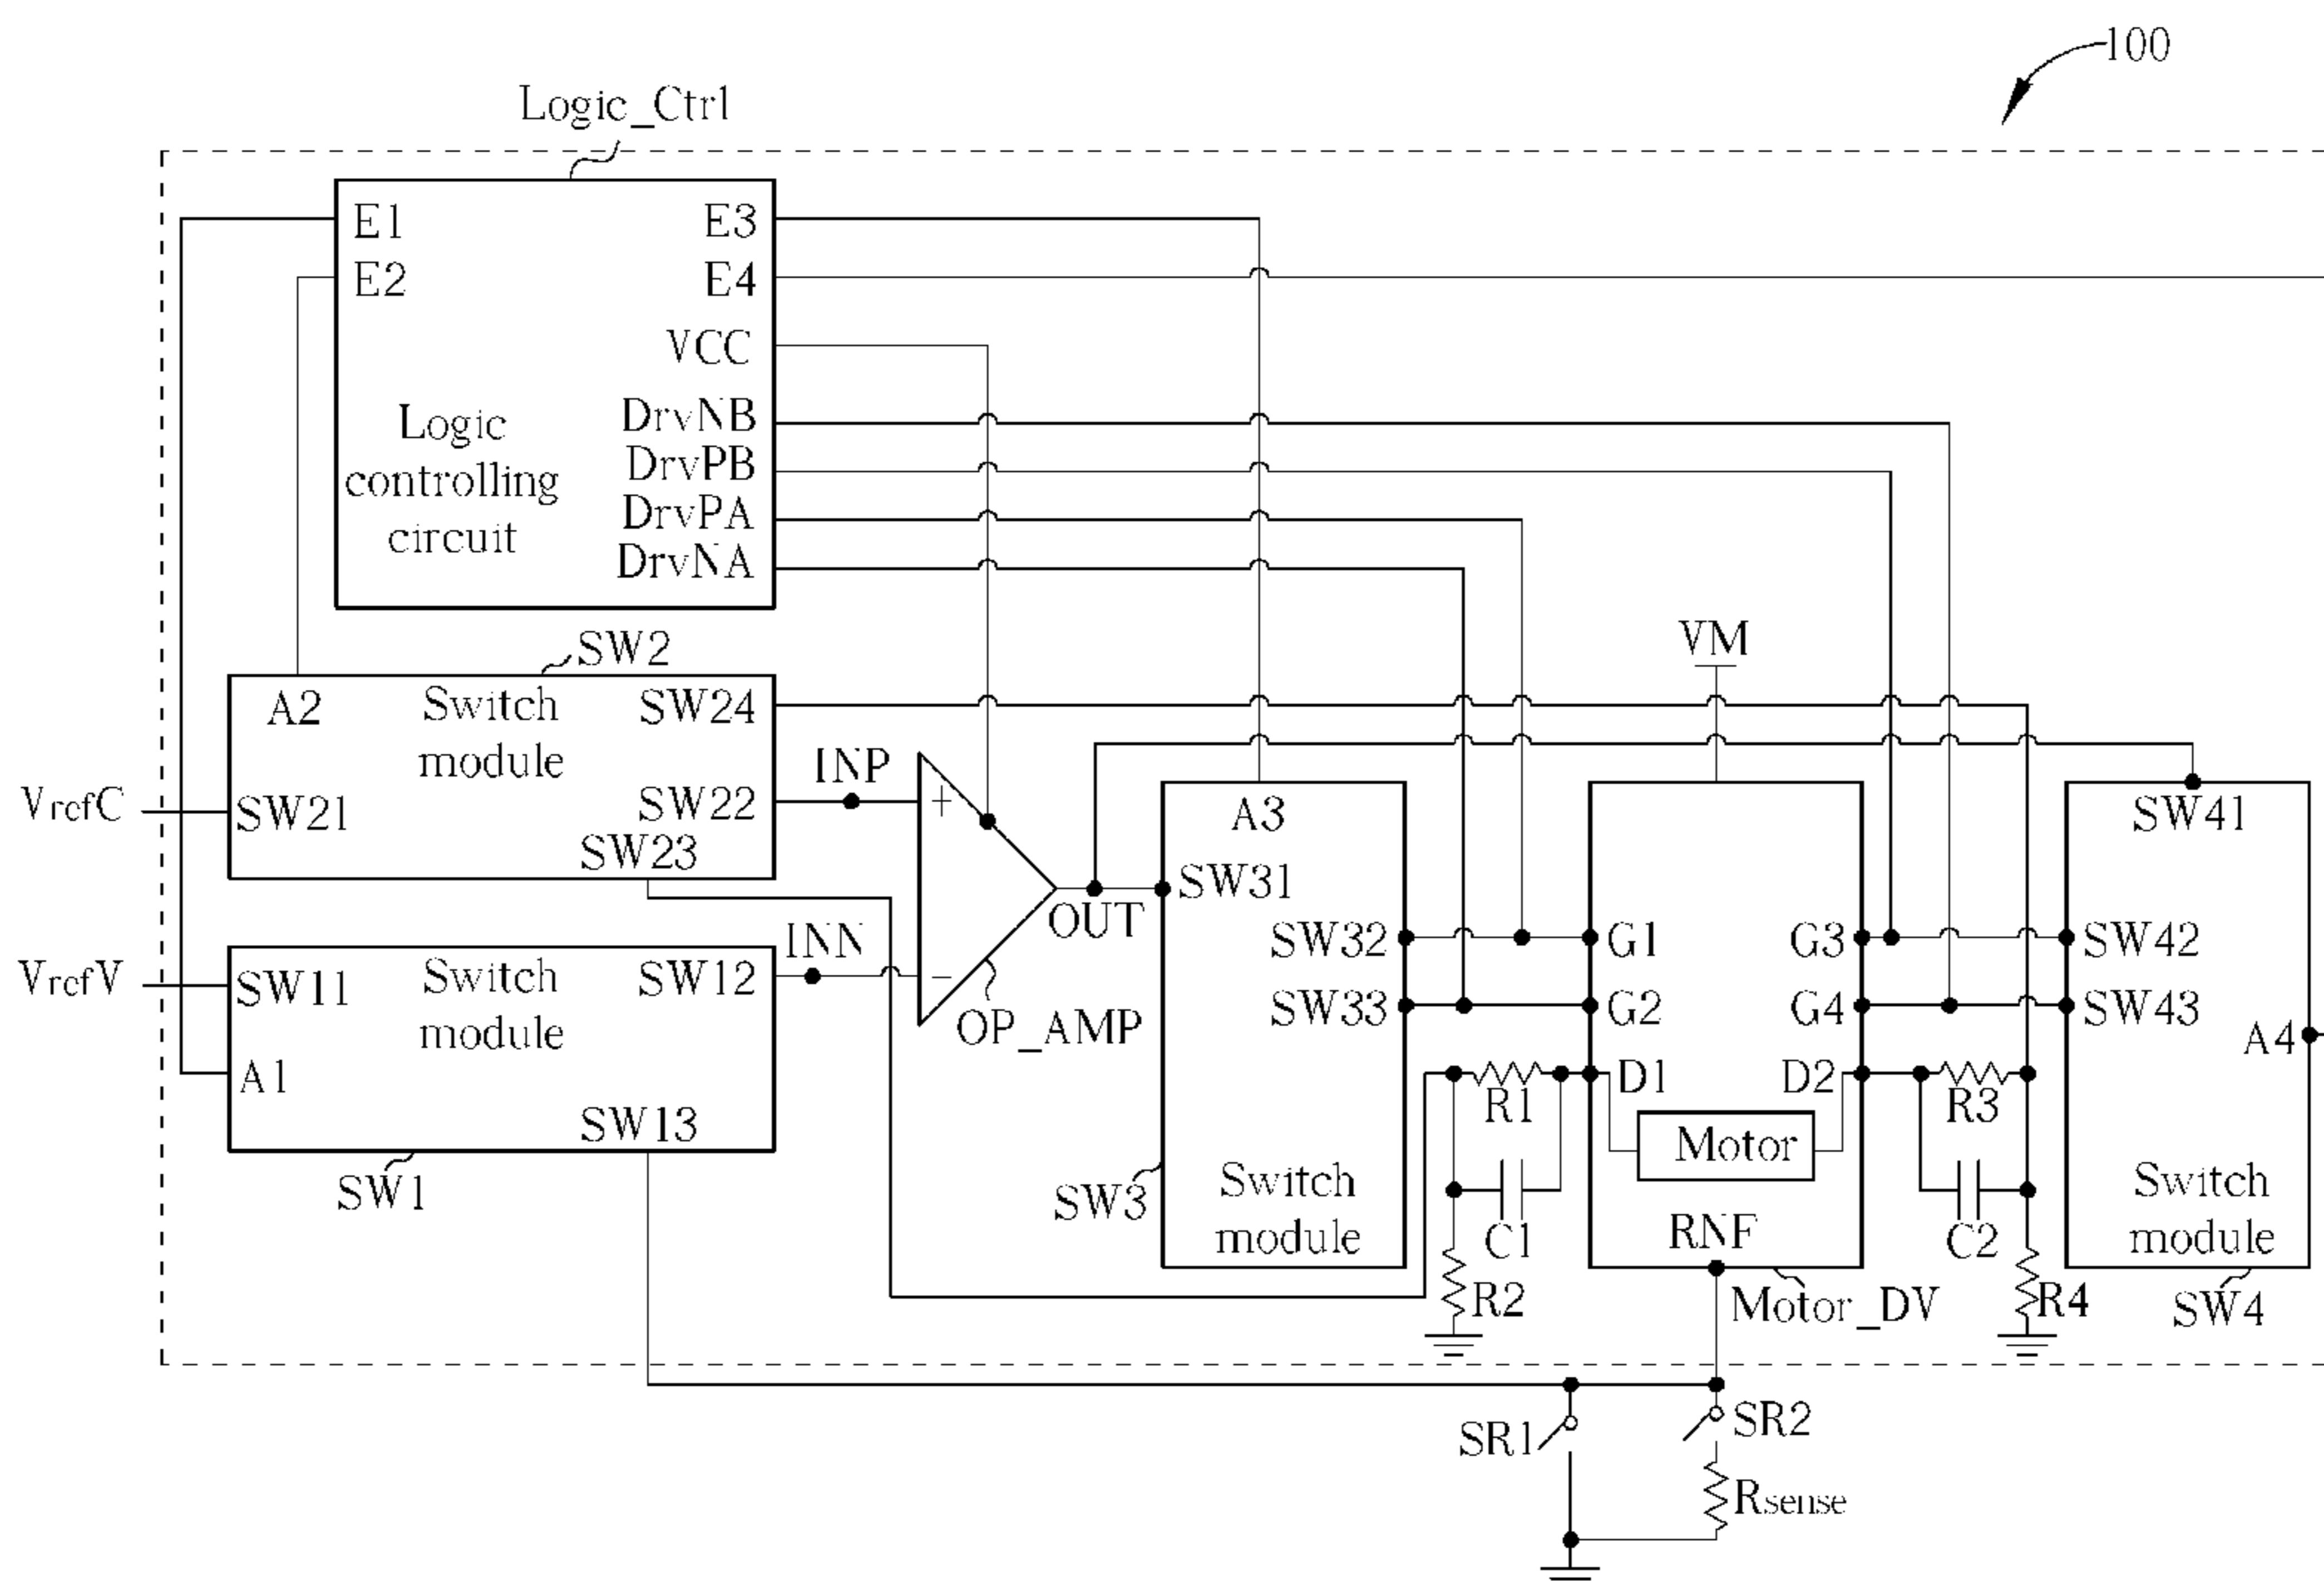 100
Logic_Ctrl
E1
E3
E2
E4
VCC
DrvNB
Logic
DrvPB
controlling
DrvPA
circuit
DrvNA
VM
SW2
A2
Switch
SW24
module
INP
VrefC
SW21
SW22
SW23
+
A3
SW41
SW31
OUT
INN
VrefV
SW11
Switch
SW12
module
−
SW32
G1
G3
SW42
SW33
G2
G4
SW43
OP_AMP
A4
A1
D1
D2
R1
R3
Motor
SW13
SW1
SW3
Switch
module
C1
RNF
C2
Switch
module
R2
Motor_DV
R4
SW4
SR1
SR2
Rsense